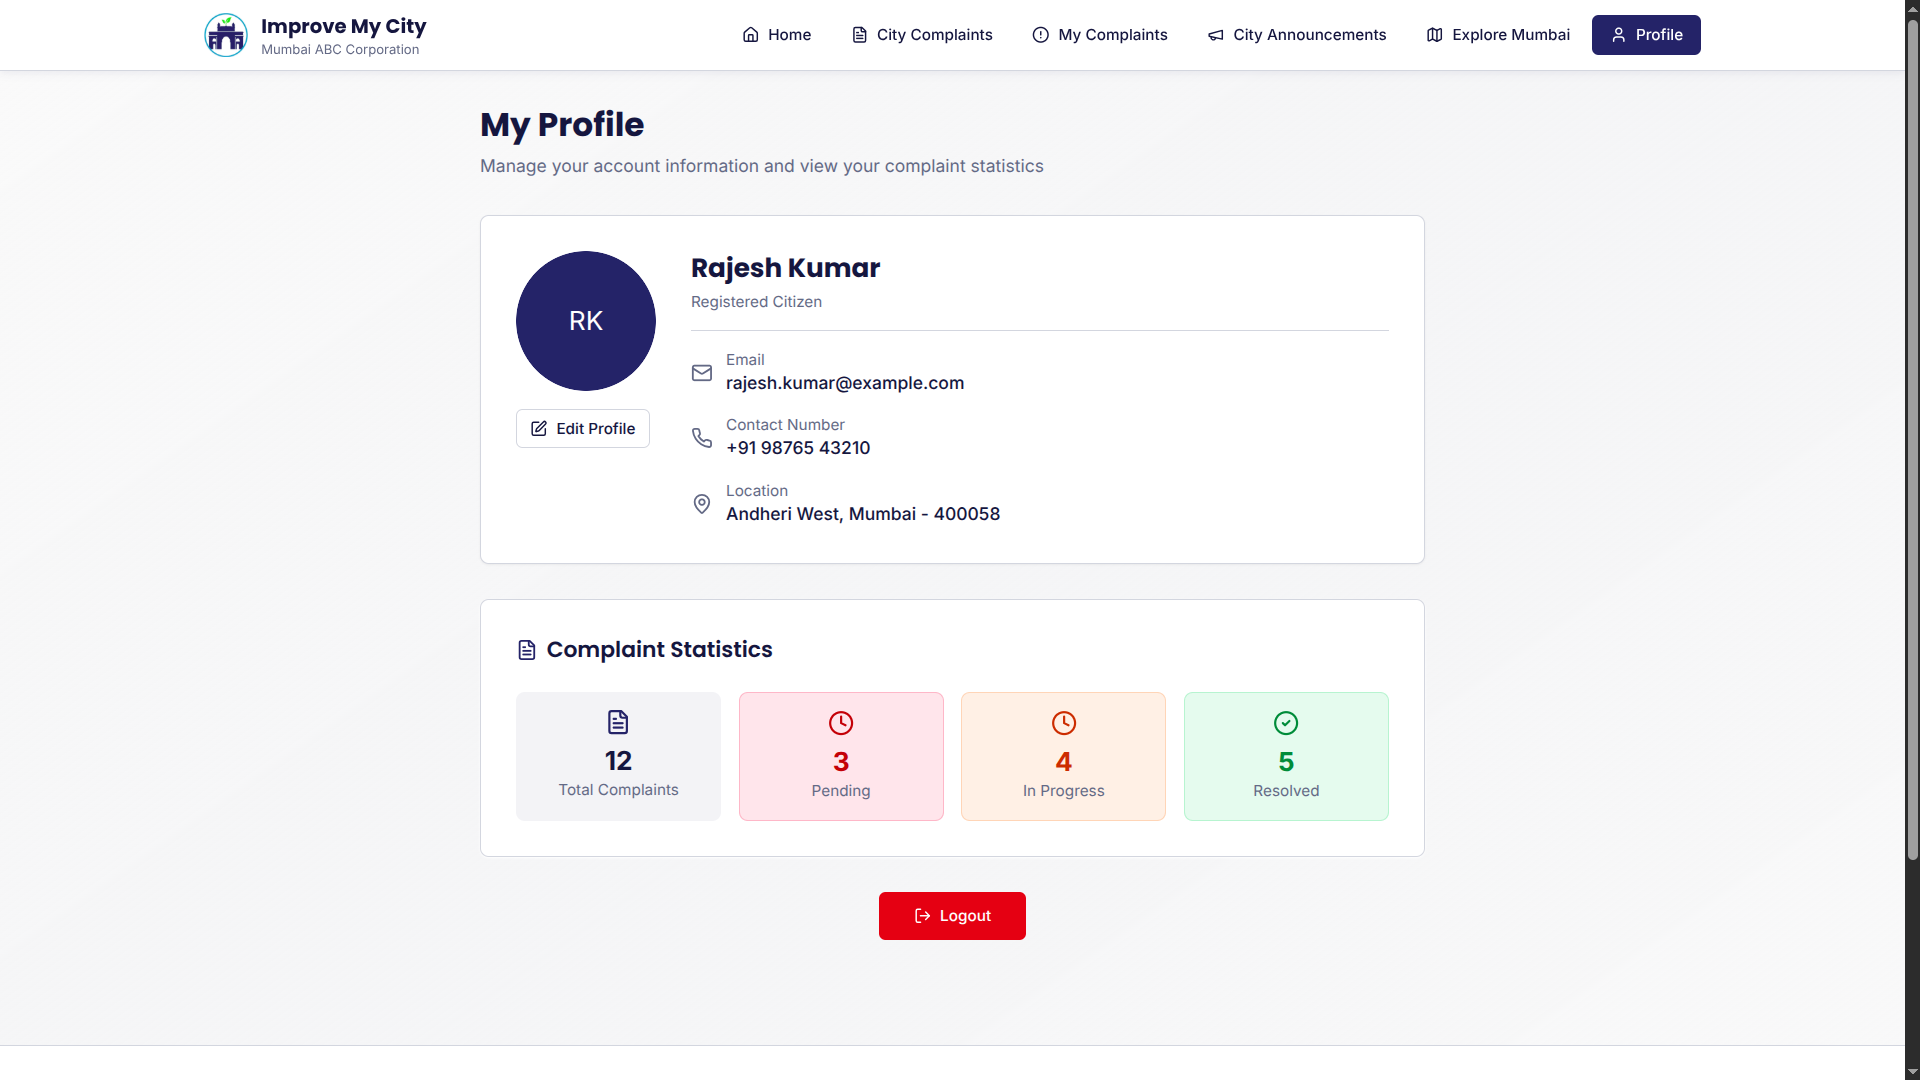 Improve My City
Mumbai ABC Corporation
Home
City Complaints
My Complaints
City Announcements
Explore Mumbai
Profile
My Profile
Manage your account information and view your complaint statistics
RK
Edit Profile
Rajesh Kumar
Registered Citizen
Email
rajesh.kumar@example.com
Contact Number
+91 98765 43210
Location
Andheri West, Mumbai - 400058
Complaint Statistics
12
Total Complaints
3
Pending
4
In Progress
5
Resolved
Logout